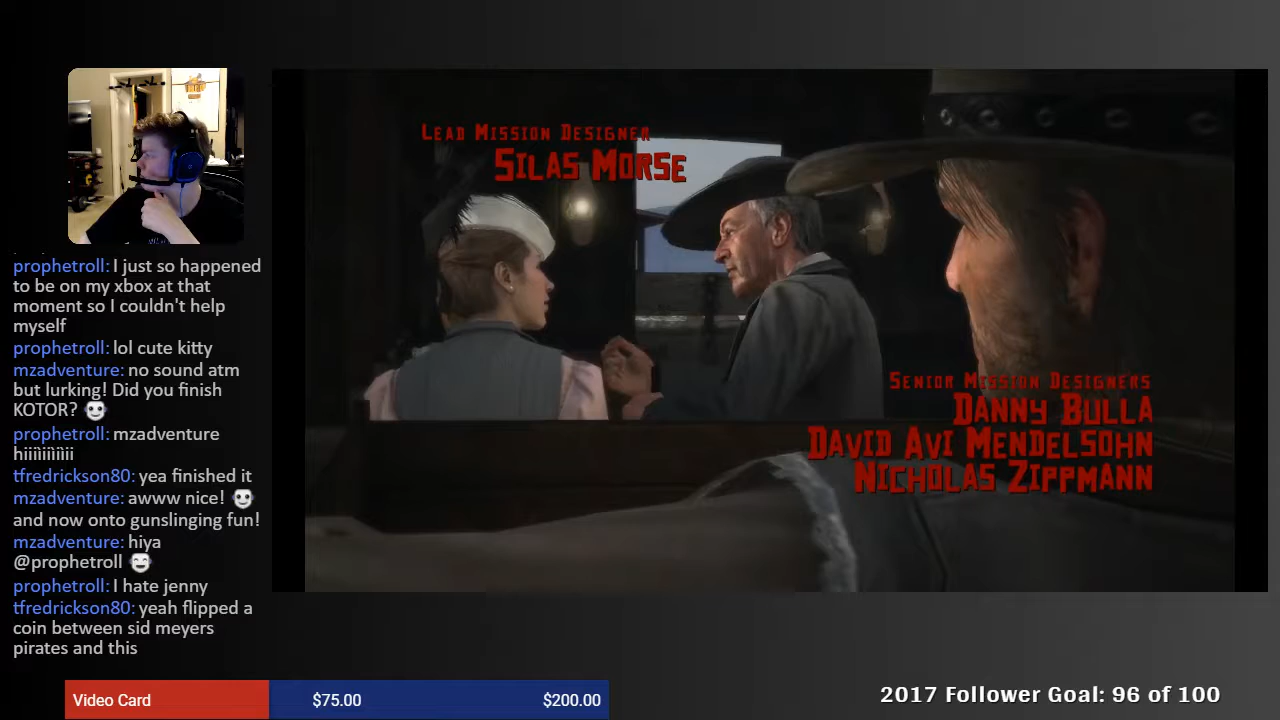 prophetroll: I just so happened
to be on my xbox at that
moment so I couldn't help
myself
prophetroll: lol cute kitty
mzadventure: no sound atm
but lurking! Did you finish
KOTOR?
prophetroll: mzadventure
hiiiiiiiiiii
tfredrickson80: yea finished it
mzadventure: awww nice!
and now onto gunslinging fun!
mzadventure: hiya
@prophetroll
prophetroll: I hate jenny
tfredrickson80: yeah flipped a
coin between sid meyers
pirates and this
LEAD MISSION DESIGNER
SILAS MORSE
SENIOR MISSION DESIGNERS
DANNY BULLA
DAVID AVI MENDELSOHN
NICHOLAS ZIPPMANN
Video Card $75.00 $200.00
2017 Follower Goal: 96 of 100